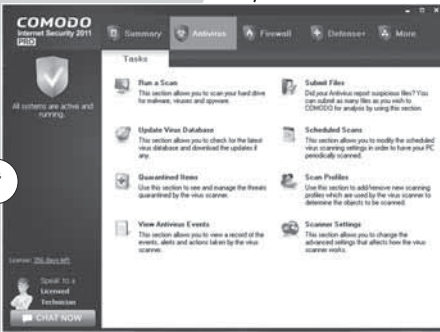 COMODO
Internet Security 2011
PRO
Summary
Antivirus
Firewall
Defense+
More
Tasks
All systems are active and
running.
Run a Scan
This section allows you to scan your hard drive
for malware, viruses and spyware.
Submit Files
Did your Antivirus report suspicious files? You
can submit as many files as you wish to
COMODO for analysis by using this section.
Update Virus Database
This section allows you to check for the latest
virus database and download the updates if
any.
Scheduled Scans
This section allows you to modify the scheduled
virus scanning settings in order to have your PC
periodically scanned.
Quarantined Items
Use this section to see and manage the threats
quarantined by the virus scanner.
Scan Profiles
Use this section to add/remove new scanning
profiles which are used by the virus scanner to
determine the objects to be scanned.
View Antivirus Events
This section allows you to view a record of the
events, alerts and actions taken by the virus
scanner.
Scanner Settings
This section allows you to change the
advanced settings that affects how the virus
scanner works.
License: days left
Speak to a
Licensed
Technician
CHAT NOW